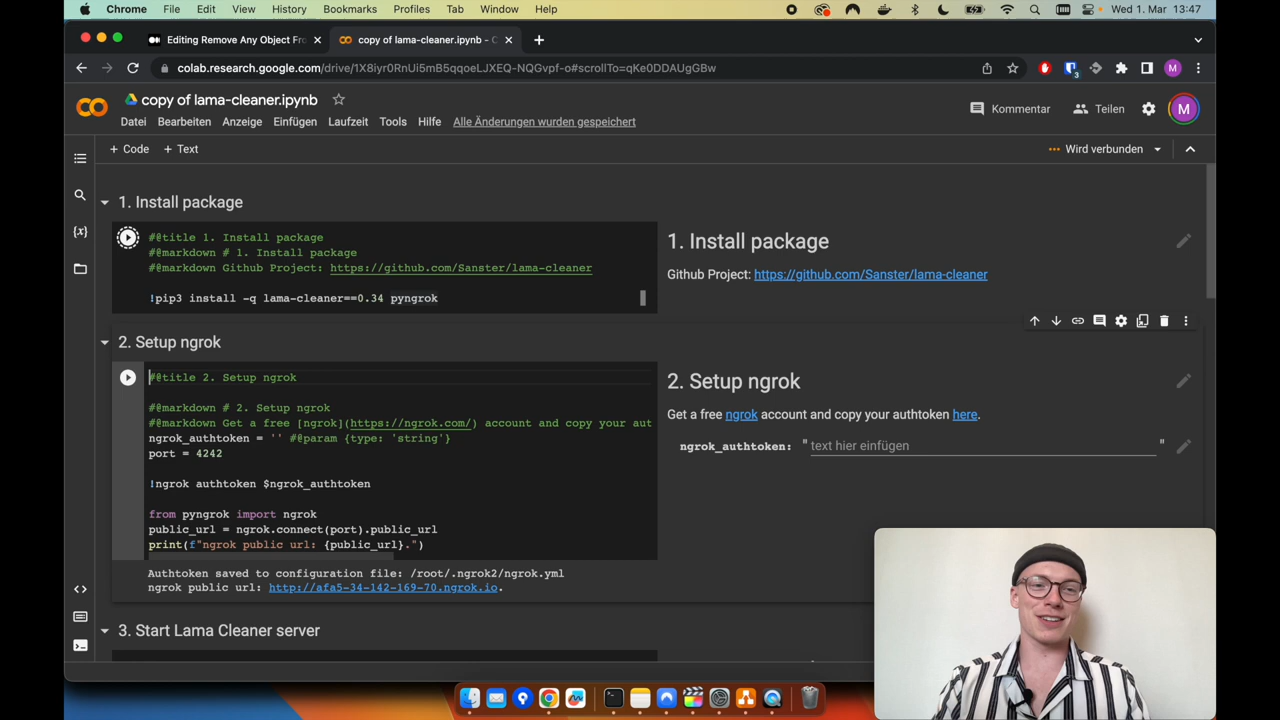 Chrome File Edit View History Bookmarks Profiles Tab Window Help Wed 1. Mar 13:47
Editing Remove Any Object Fro
copy of lama-cleaner.ipynb - C
colab.research.google.com/drive/1X8iyr0RnUi5mB5qqoeLJXEQ-NQGvpf-o#scrollTo=qKe0DDAUgGBw
3
M
copy of lama-cleaner.ipynb
Kommentar Teilen M
Datei Bearbeiten Anzeige Einfügen Laufzeit Tools Hilfe Alle Änderungen wurden gespeichert
+ Code + Text
Wird verbunden
{x}
1. Install package
#@title 1. Install package
#@markdown # 1. Install package
#@markdown Github Project: https://github.com/Sanster/lama-cleaner
!pip3 install -q lama-cleaner==0.34 pyngrok
1. Install package
Github Project: https://github.com/Sanster/lama-cleaner
2. Setup ngrok
#@title 2. Setup ngrok
#@markdown # 2. Setup ngrok
#@markdown Get a free [ngrok](https://ngrok.com/) account and copy your aut
ngrok_authtoken = '' #@param {type: 'string'}
port = 4242
!ngrok authtoken $ngrok_authtoken
from pyngrok import ngrok
public_url = ngrok.connect(port).public_url
print(f"ngrok public url: {public_url}.")
2. Setup ngrok
Get a free ngrok account and copy your authtoken here.
ngrok_authtoken: " text hier einfügen "
Authtoken saved to configuration file: /root/.ngrok2/ngrok.yml
ngrok public url: http://afa5-34-142-169-70.ngrok.io.
3. Start Lama Cleaner server